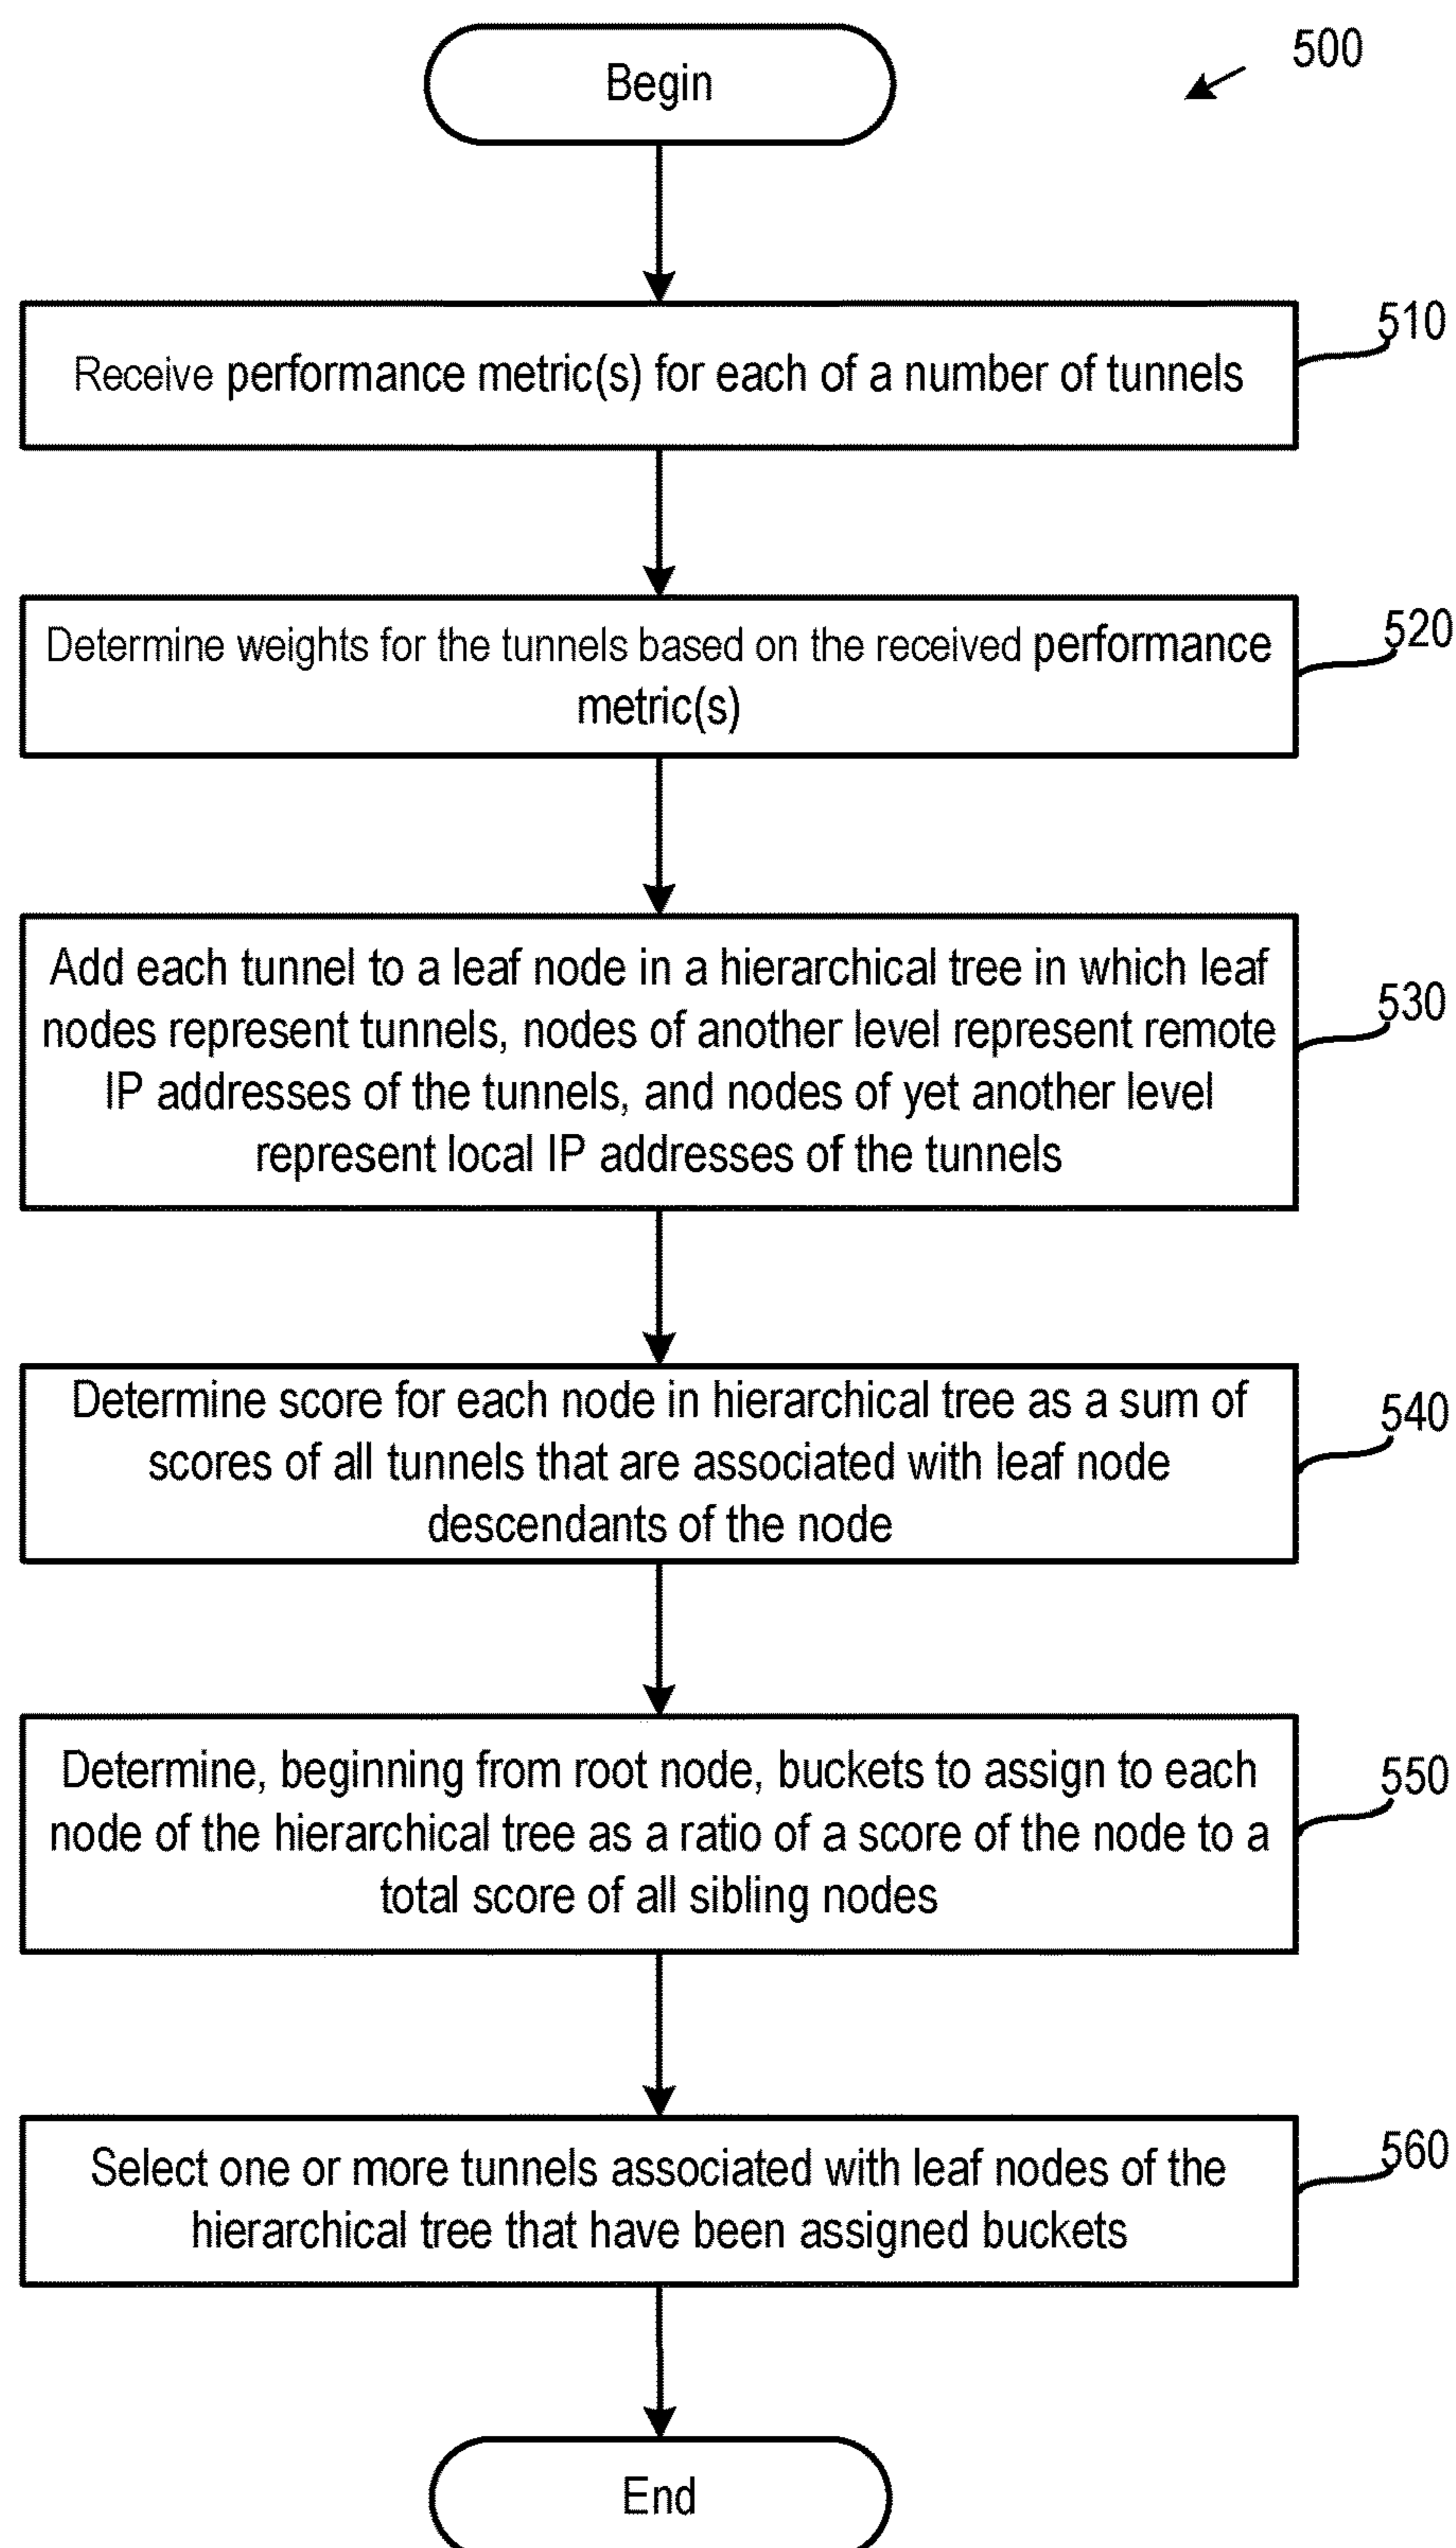 Begin
500
Receive performance metric(s) for each of a number of tunnels
510
Determine weights for the tunnels based on the received performance
metric(s)
520
Add each tunnel to a leaf node in a hierarchical tree in which leaf
nodes represent tunnels, nodes of another level represent remote
IP addresses of the tunnels, and nodes of yet another level
represent local IP addresses of the tunnels
530
Determine score for each node in hierarchical tree as a sum of
scores of all tunnels that are associated with leaf node
descendants of the node
540
Determine, beginning from root node, buckets to assign to each
node of the hierarchical tree as a ratio of a score of the node to a
total score of all sibling nodes
550
Select one or more tunnels associated with leaf nodes of the
hierarchical tree that have been assigned buckets
560
End